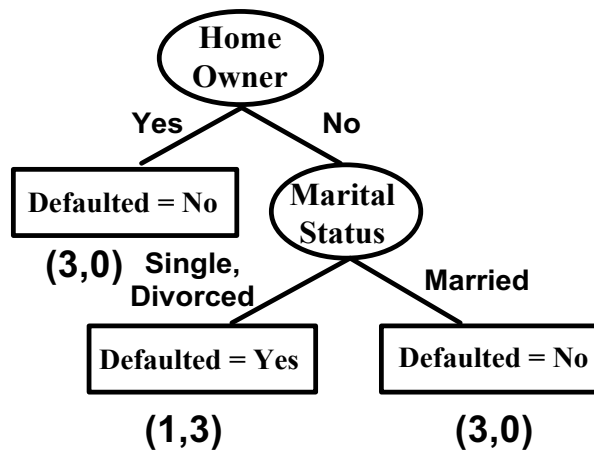 Home
Owner
Yes
No
Defaulted = No
(3,0)
Marital
Status
Single,
Divorced
Married
Defaulted = Yes
(1,3)
Defaulted = No
(3,0)